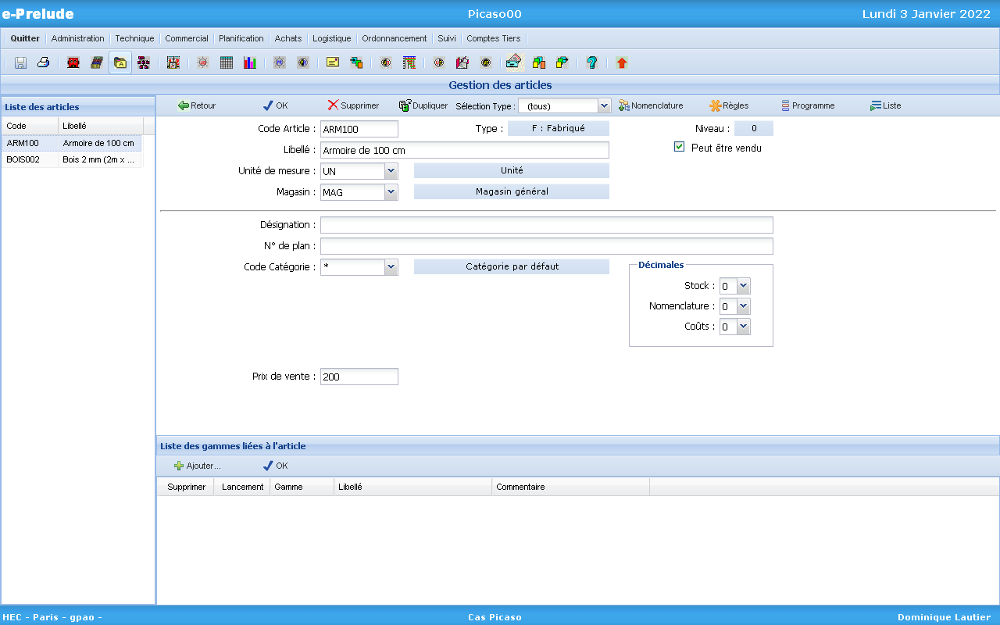 e-Prelude Picaso00 Lundi 3 Janvier 2022
Quitter Administration Technique Commercial Planification Achats Logistique Ordonnancement Suivi Comptes Tiers
Gestion des articles
Liste des articles
Code Libellé
ARM100 Armoire de 100 cm
BOIS002 Bois 2 mm (2m x ...
Retour OK Supprimer Dupliquer Sélection Type : (tous) Nomenclature Règles Programme Liste
Code Article : ARM100 Type : F : Fabriqué Niveau : 0
Libellé : Armoire de 100 cm Peut être vendu
Unité de mesure : UN Unité
Magasin : MAG Magasin général
Désignation :
N° de plan :
Code Catégorie : * Catégorie par défaut
Décimales
Stock : 0
Nomenclature : 0
Coûts : 0
Prix de vente : 200
Liste des gammes liées à l'article
Ajouter... OK
Supprimer Lancement Gamme Libellé Commentaire
HEC - Paris - gpao - Cas Picaso Dominique Lautier